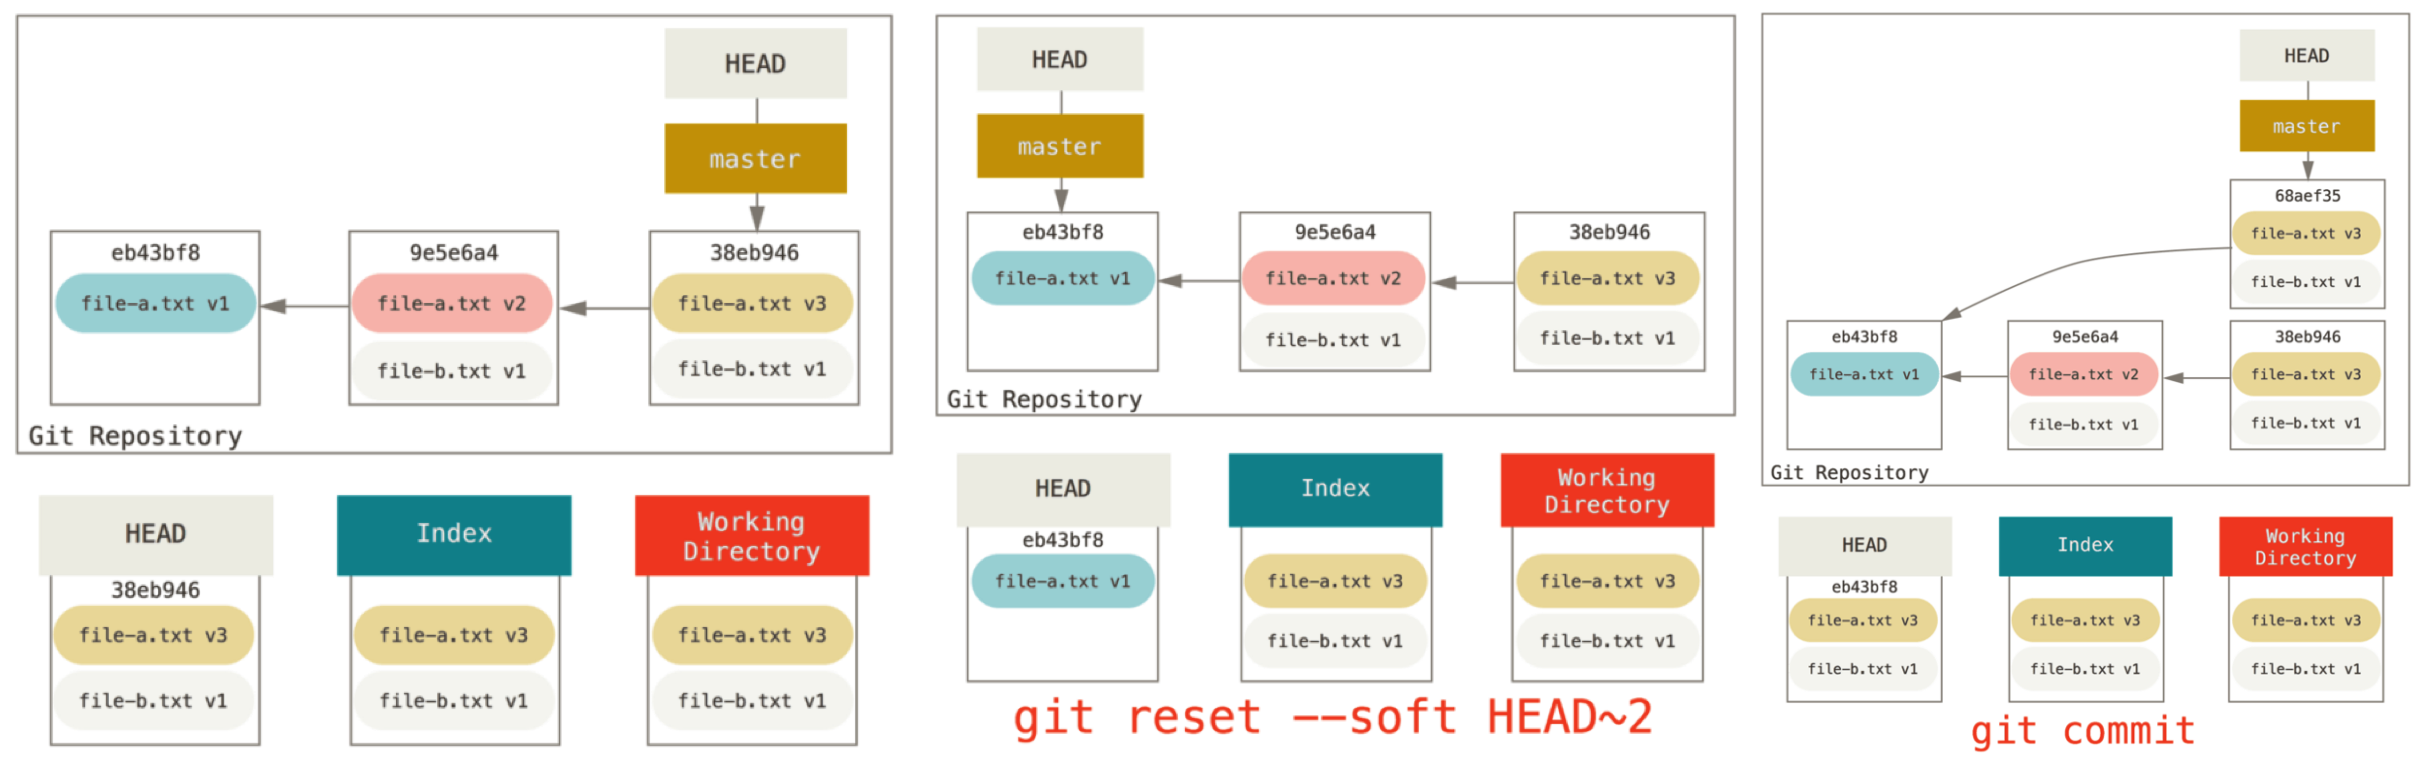 HEAD
master
eb43bf8
9e5e6a4
38eb946
file-a.txt v1
file-a.txt v2
file-a.txt v3
file-b.txt v1
file-b.txt v1
Git Repository
HEAD
Index
Working
Directory
38eb946
file-a.txt v3
file-a.txt v3
file-a.txt v3
file-b.txt v1
file-b.txt v1
file-b.txt v1
HEAD
master
eb43bf8
9e5e6a4
38eb946
file-a.txt v1
file-a.txt v2
file-a.txt v3
file-b.txt v1
file-b.txt v1
Git Repository
HEAD
Index
Working
Directory
eb43bf8
file-a.txt v1
file-a.txt v3
file-a.txt v3
file-b.txt v1
file-b.txt v1
git reset --soft HEAD~2
HEAD
master
68aef35
file-a.txt v3
file-b.txt v1
eb43bf8
9e5e6a4
38eb946
file-a.txt v1
file-a.txt v2
file-a.txt v3
file-b.txt v1
file-b.txt v1
Git Repository
HEAD
Index
Working
Directory
eb43bf8
file-a.txt v3
file-a.txt v3
file-a.txt v3
file-b.txt v1
file-b.txt v1
file-b.txt v1
git commit